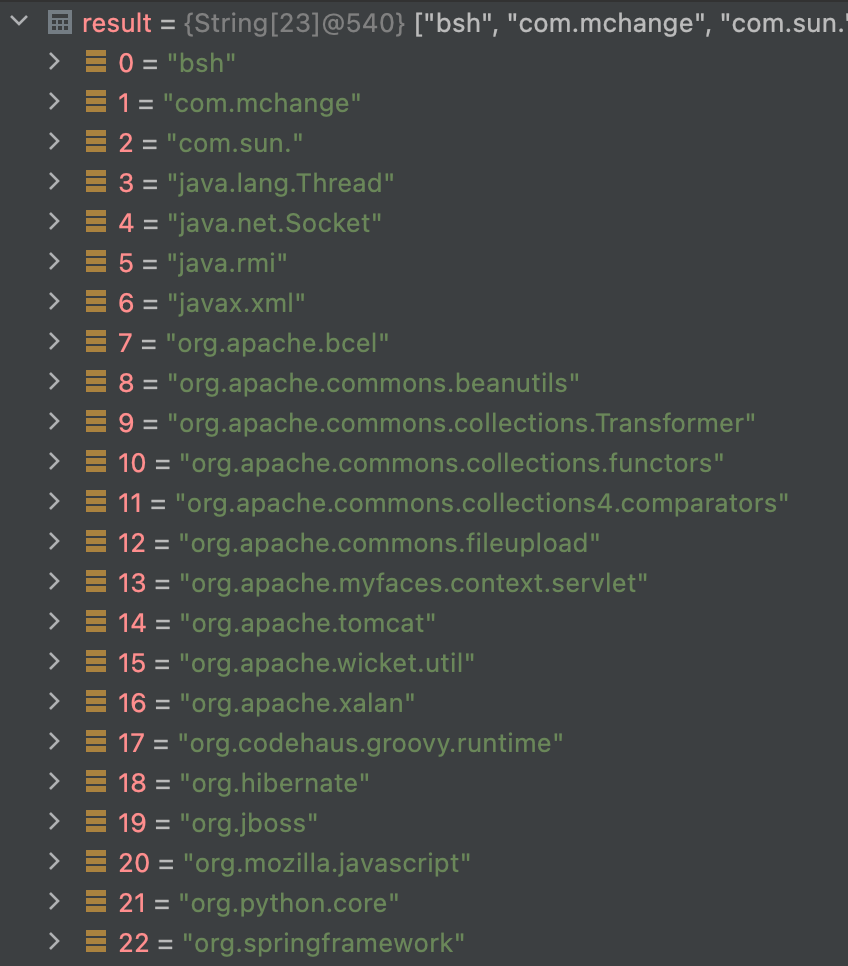 result = {String[23]@540} ["bsh", "com.mchange", "com.sun."
0 = "bsh"
1 = "com.mchange"
2 = "com.sun."
3 = "java.lang.Thread"
4 = "java.net.Socket"
5 = "java.rmi"
6 = "javax.xml"
7 = "org.apache.bcel"
8 = "org.apache.commons.beanutils"
9 = "org.apache.commons.collections.Transformer"
10 = "org.apache.commons.collections.functors"
11 = "org.apache.commons.collections4.comparators"
12 = "org.apache.commons.fileupload"
13 = "org.apache.myfaces.context.servlet"
14 = "org.apache.tomcat"
15 = "org.apache.wicket.util"
16 = "org.apache.xalan"
17 = "org.codehaus.groovy.runtime"
18 = "org.hibernate"
19 = "org.jboss"
20 = "org.mozilla.javascript"
21 = "org.python.core"
22 = "org.springframework"